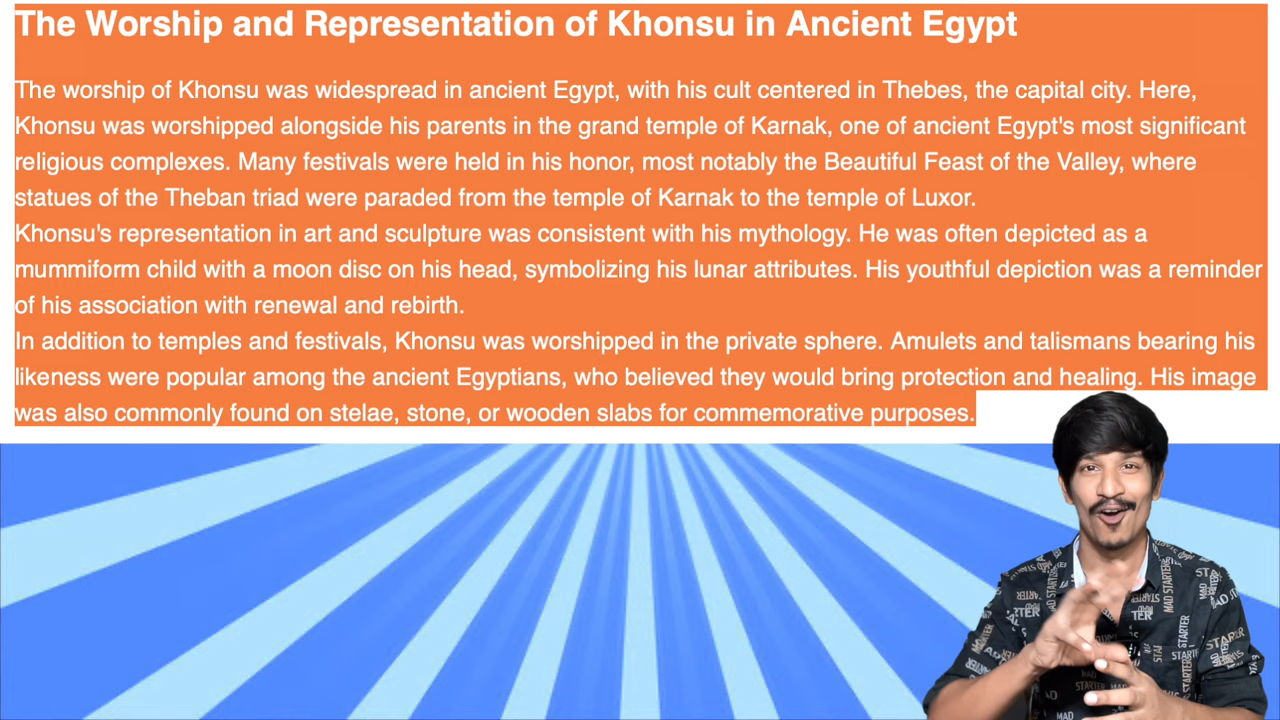 The Worship and Representation of Khonsu in Ancient Egypt
The worship of Khonsu was widespread in ancient Egypt, with his cult centered in Thebes, the capital city. Here,
Khonsu was worshipped alongside his parents in the grand temple of Karnak, one of ancient Egypt's most significant
religious complexes. Many festivals were held in his honor, most notably the Beautiful Feast of the Valley, where
statues of the Theban triad were paraded from the temple of Karnak to the temple of Luxor.
Khonsu's representation in art and sculpture was consistent with his mythology. He was often depicted as a
mummiform child with a moon disc on his head, symbolizing his lunar attributes. His youthful depiction was a reminder
of his association with renewal and rebirth.
In addition to temples and festivals, Khonsu was worshipped in the private sphere. Amulets and talismans bearing his
likeness were popular among the ancient Egyptians, who believed they would bring protection and healing. His image
was also commonly found on stelae, stone, or wooden slabs for commemorative purposes.
MAD STARTER
STARTER
STARTER
MAD